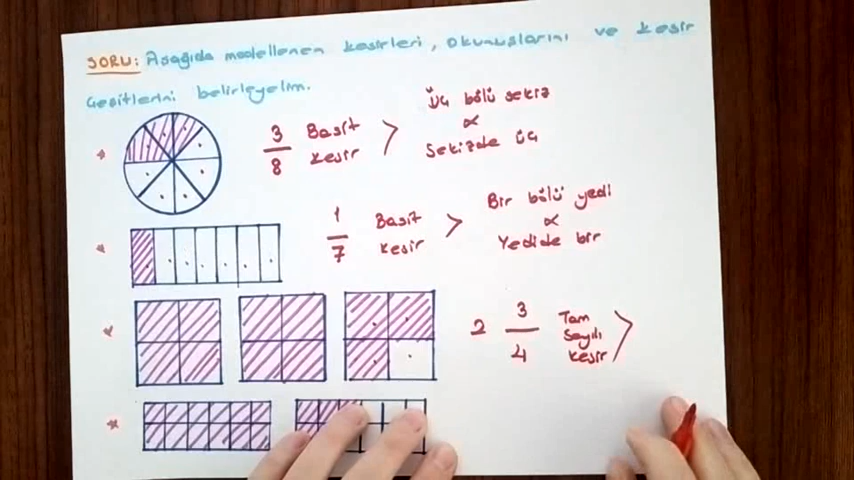 SORU: Aşağıda modellenen kesirleri, okunuşlarını ve kesir
çeşitlerini belirleyelim.
3/8 Basit kesir > Üç bölü sekiz
∝
Sekizde üç
1/7 Basit kesir > Bir bölü yedi
∝
Yedide bir
2 3/4 Tam sayılı kesir >